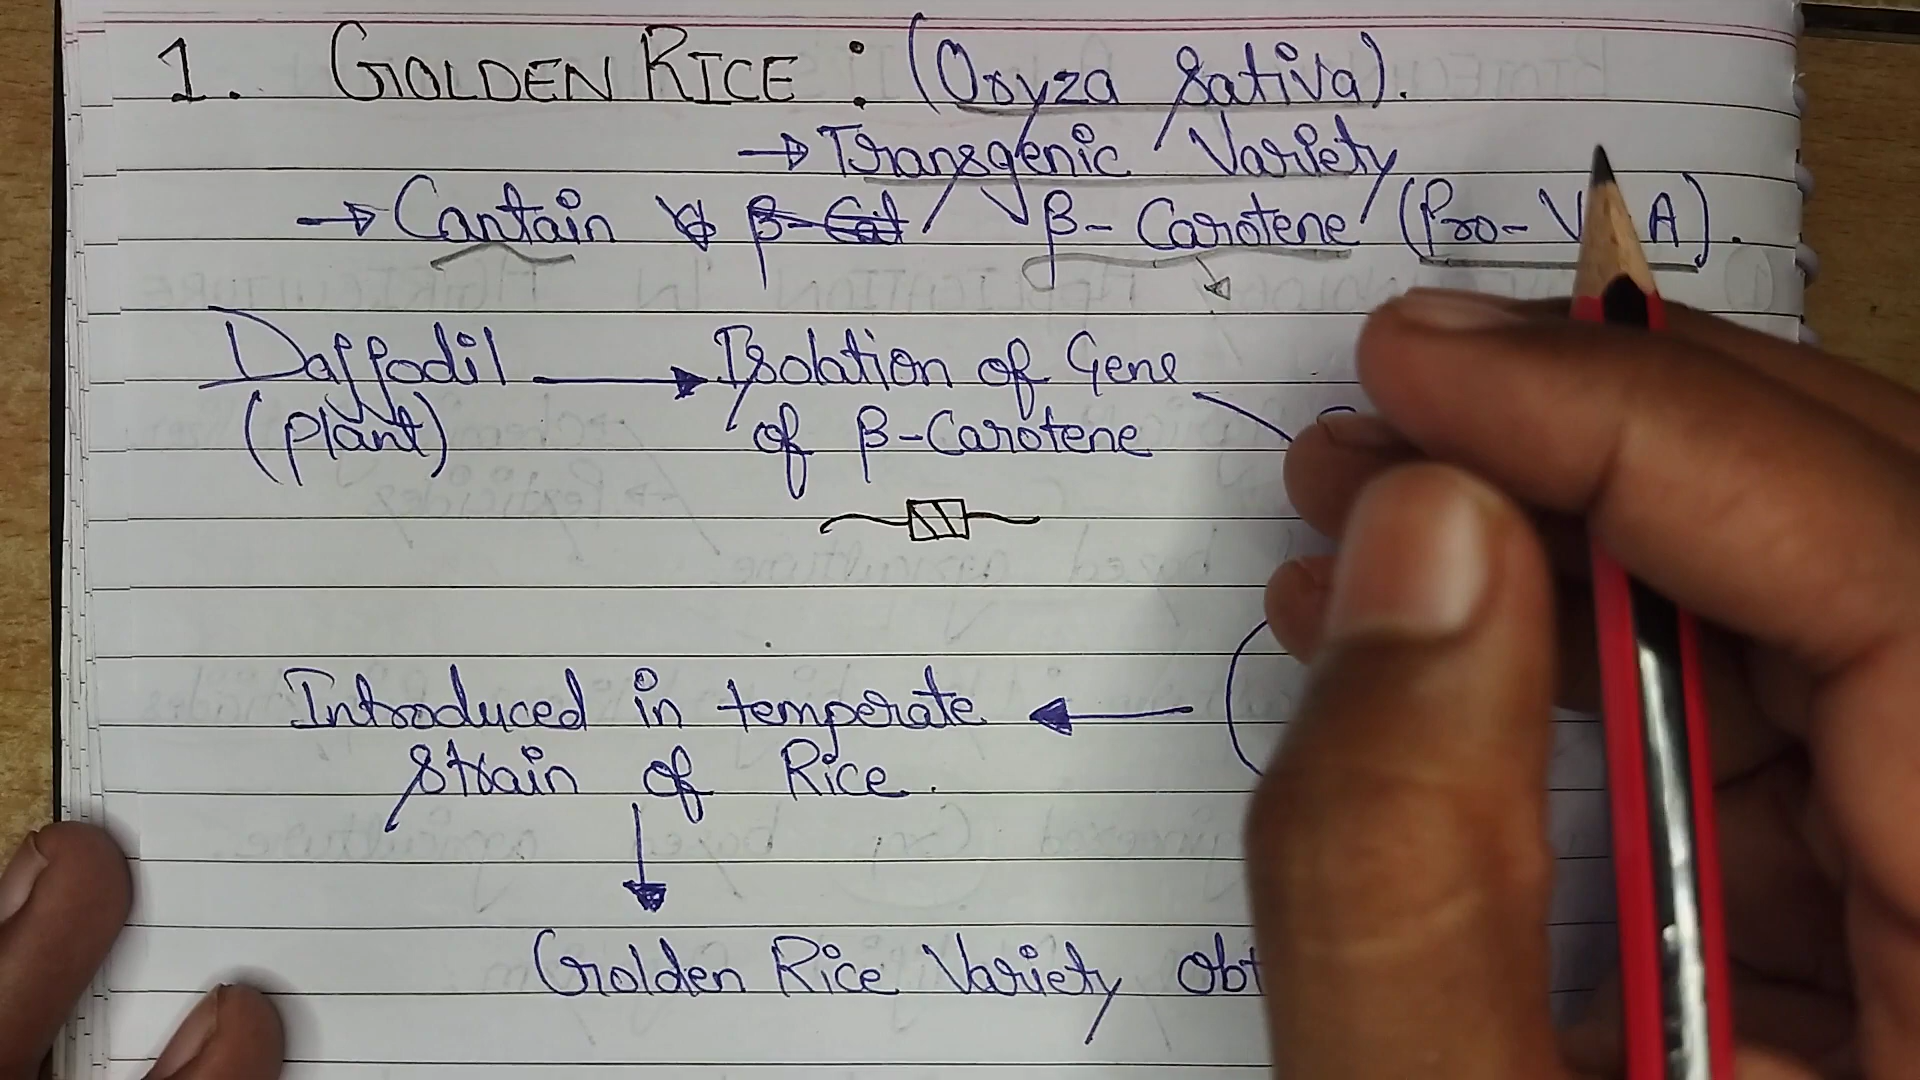 1. GOLDEN RICE : (Oryza Sativa).
→ Transgenic Variety
→ Contain β-Carotene (Pro-V A).
Daffodil → Isolation of Gene
(plant) of β-Carotene
Introduced in temperate ←
strain of Rice.
Golden Rice Variety Obt